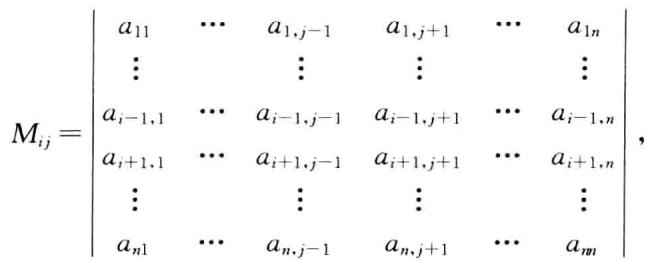 a_{11} ⋯ a_{1,j-1} a_{1,j+1} ⋯ a_{1n}
⋮ ⋮ ⋮ ⋮
M_{ij} = a_{i-1,1} ⋯ a_{i-1,j-1} a_{i-1,j+1} ⋯ a_{i-1,n}
a_{i+1,1} ⋯ a_{i+1,j-1} a_{i+1,j+1} ⋯ a_{i+1,n} ,
⋮ ⋮ ⋮ ⋮
a_{n1} ⋯ a_{n,j-1} a_{n,j+1} ⋯ a_{nn}